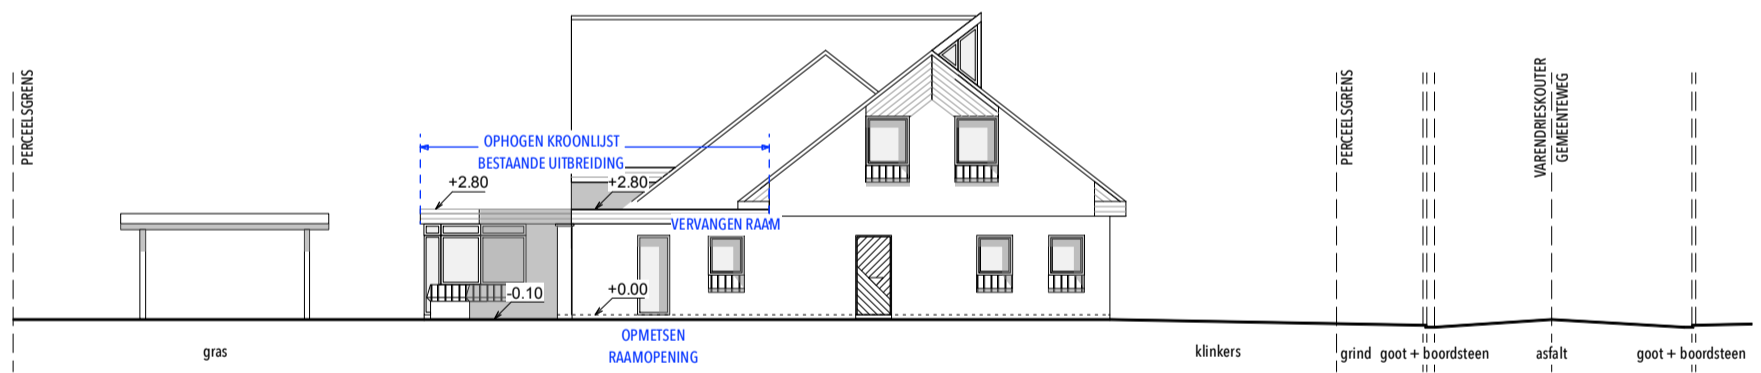 PERCEELSGRENS
OPHOGEN KROONLIJST
BESTAANDE UITBREIDING
+2.80
+2.80
VERVANGEN RAAM
-0.10
+0.00
OPMETSEN
RAAMOPENING
PERCEELSGRENS
VARENDRIESKOUTER
GEMEENTEWEG
gras
klinkers
grind
goot + boordsteen
asfalt
goot + boordsteen